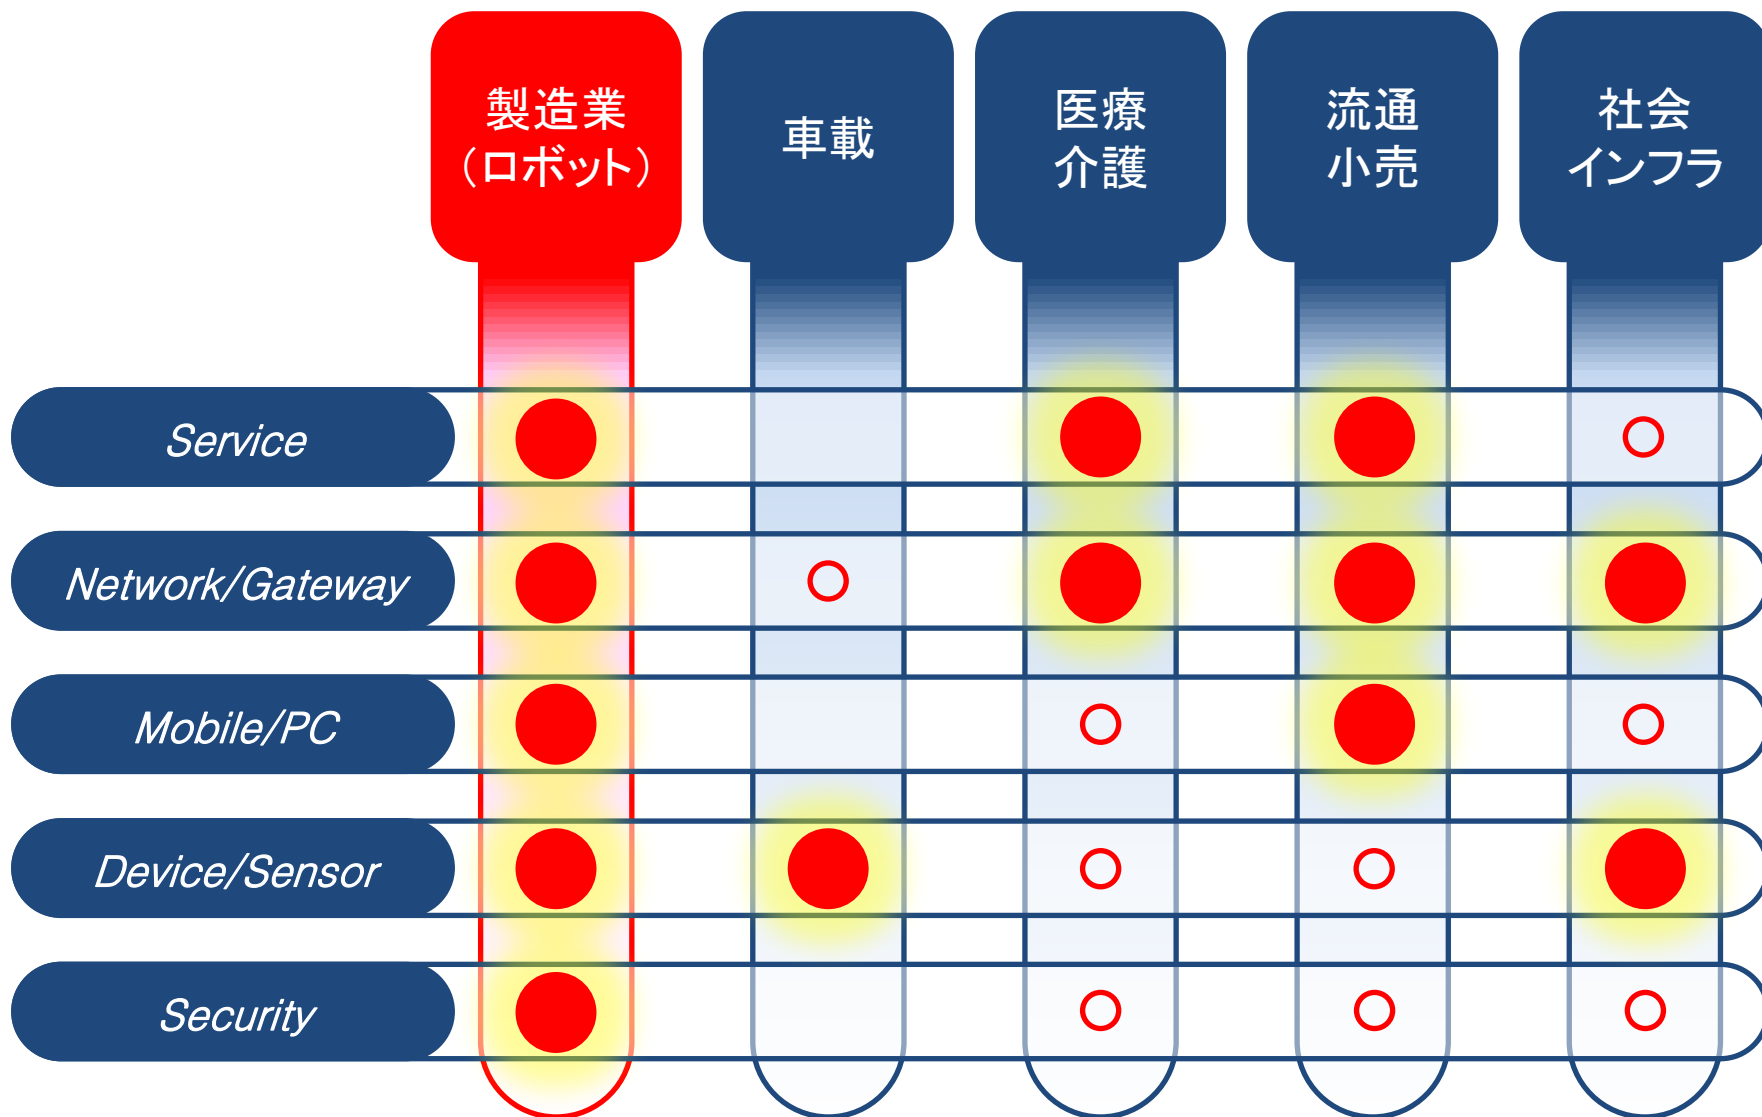 製造業
（ロボット）
車載
医療
介護
流通
小売
社会
インフラ
Service
Network/Gateway
Mobile/PC
Device/Sensor
Security